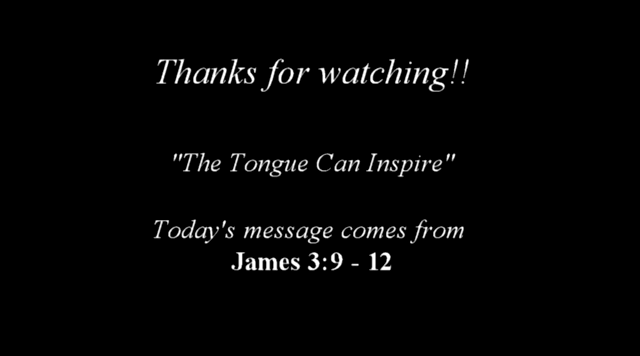 Thanks for watching!!
"The Tongue Can Inspire"
Today's message comes from
James 3:9 - 12